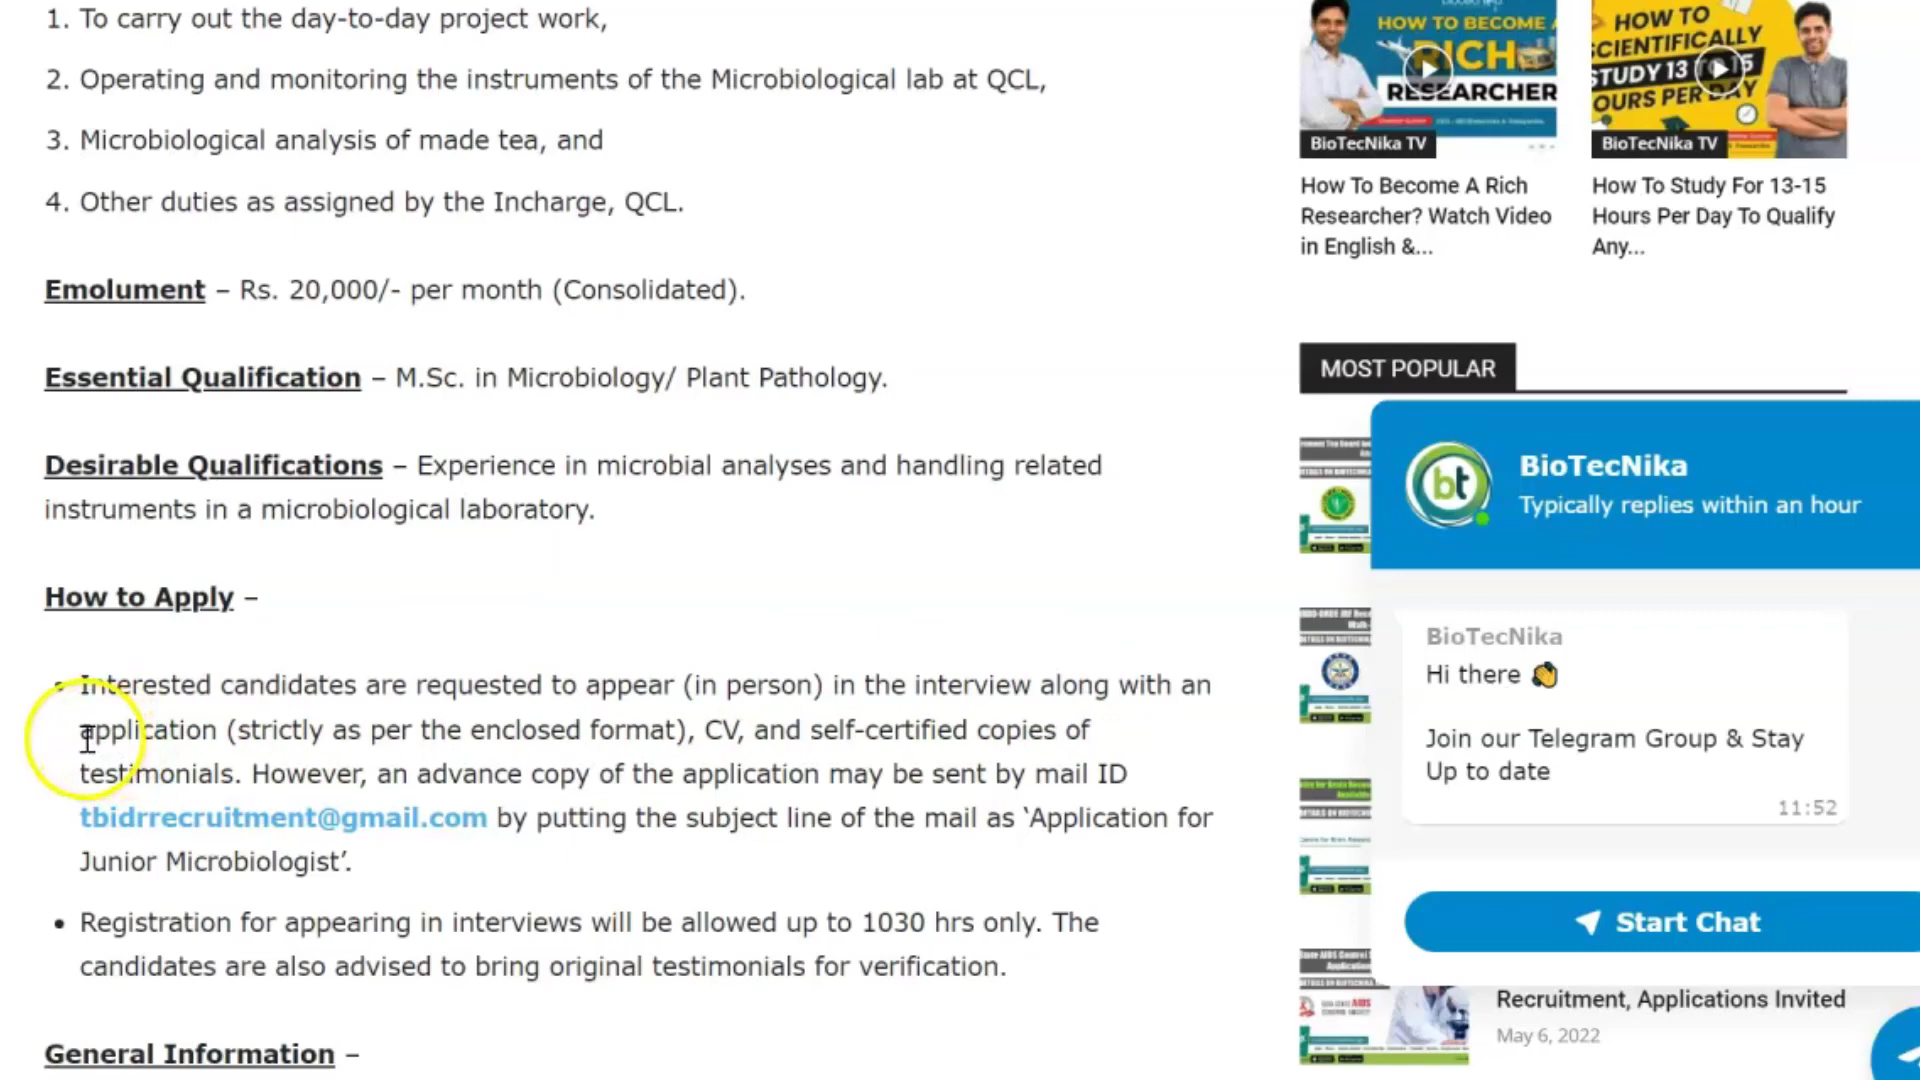 1. To carry out the day-to-day project work,
2. Operating and monitoring the instruments of the Microbiological lab at QCL,
3. Microbiological analysis of made tea, and
4. Other duties as assigned by the Incharge, QCL.
Emolument – Rs. 20,000/- per month (Consolidated).
Essential Qualification – M.Sc. in Microbiology/ Plant Pathology.
Desirable Qualifications – Experience in microbial analyses and handling related
instruments in a microbiological laboratory.
How to Apply –
• Interested candidates are requested to appear (in person) in the interview along with an
application (strictly as per the enclosed format), CV, and self-certified copies of
testimonials. However, an advance copy of the application may be sent by mail ID
tbidrrecruitment@gmail.com by putting the subject line of the mail as ‘Application for
Junior Microbiologist’.
• Registration for appearing in interviews will be allowed up to 1030 hrs only. The
candidates are also advised to bring original testimonials for verification.
General Information –
HOW TO BECOME A
RICH
RESEARCHER
BioTecNika TV
How To Become A Rich
Researcher? Watch Video
in English &...
HOW TO
SCIENTIFICALLY
STUDY 13 TO 15
HOURS PER DAY
BioTecNika TV
How To Study For 13-15
Hours Per Day To Qualify
Any...
MOST POPULAR
bt
BioTecNika
Typically replies within an hour
BioTecNika
Hi there
Join our Telegram Group & Stay
Up to date
11:52
Start Chat
Recruitment, Applications Invited
May 6, 2022